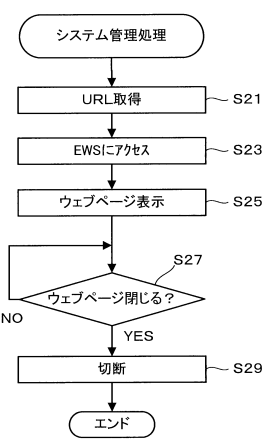 システム管理処理
URL取得
S21
EWSにアクセス
S23
ウェブページ表示
S25
S27
ウェブページ閉じる?
NO
YES
切断
S29
エンド